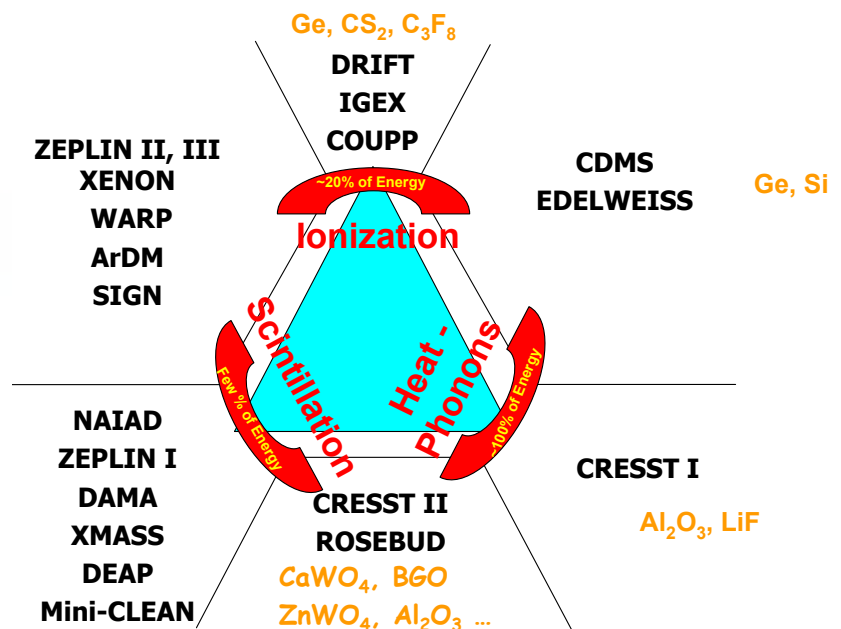 Ge, CS₂, C₃F₈
DRIFT
IGEX
COUPP
~20% of Energy
Ionization
ZEPLIN II, III
XENON
WARP
ArDM
SIGN
CDMS
EDELWEISS
Ge, Si
Scintillation
Few % of Energy
Heat -
Phonons
~100% of Energy
NAIAD
ZEPLIN I
DAMA
XMASS
DEAP
Mini-CLEAN
CRESST II
ROSEBUD
CaWO₄, BGO
ZnWO₄, Al₂O₃ ...
CRESST I
Al₂O₃, LiF